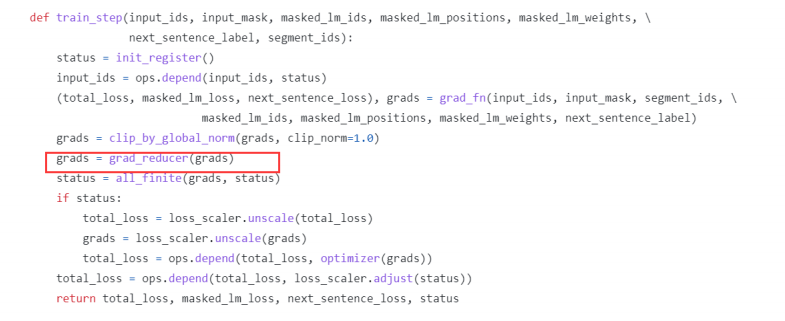 def train_step(input_ids, input_mask, masked_lm_ids, masked_lm_positions, masked_lm_weights, \
               next_sentence_label, segment_ids):
    status = init_register()
    input_ids = ops.depend(input_ids, status)
    (total_loss, masked_lm_loss, next_sentence_loss), grads = grad_fn(input_ids, input_mask, segment_ids, \
                          masked_lm_ids, masked_lm_positions, masked_lm_weights, next_sentence_label)
    grads = clip_by_global_norm(grads, clip_norm=1.0)
    grads = grad_reducer(grads)
    status = all_finite(grads, status)
    if status:
        total_loss = loss_scaler.unscale(total_loss)
        grads = loss_scaler.unscale(grads)
        total_loss = ops.depend(total_loss, optimizer(grads))
    total_loss = ops.depend(total_loss, loss_scaler.adjust(status))
    return total_loss, masked_lm_loss, next_sentence_loss, status